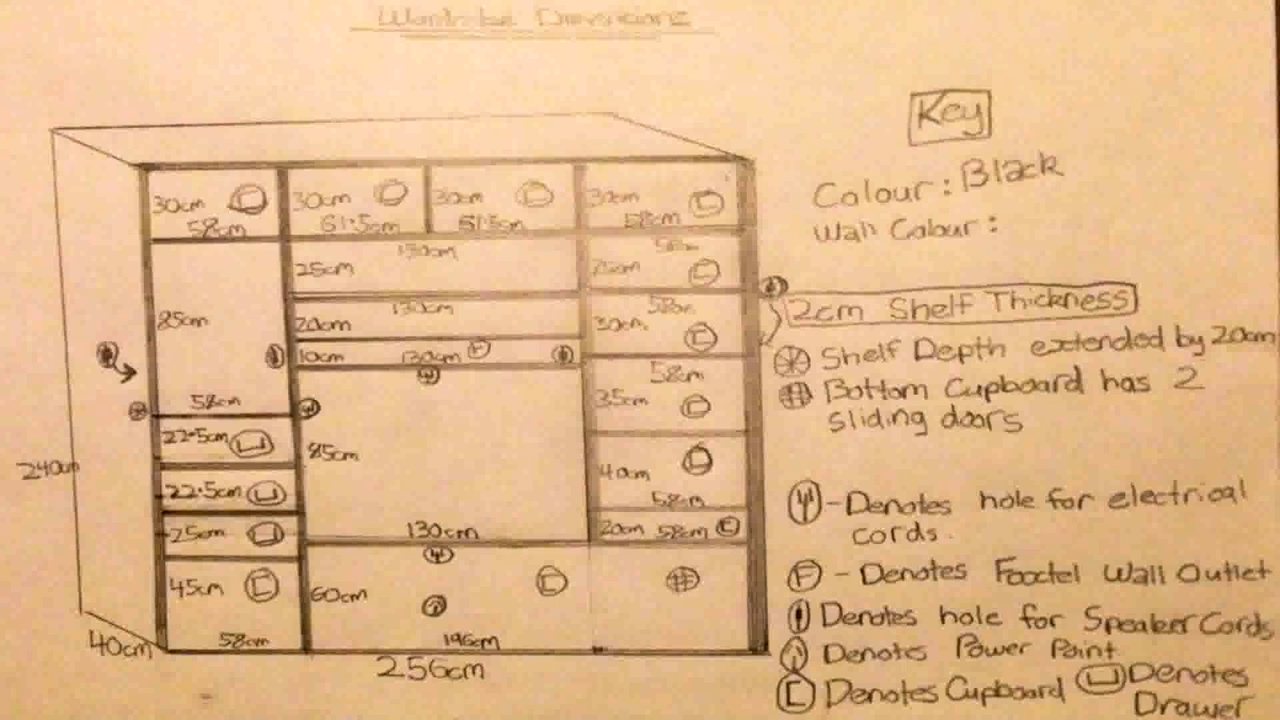 Wardrobe Dimensions
Key
Colour: Black
Wall Colour:
2cm Shelf Thickness
Shelf Depth extended by 20cm
Bottom Cupboard has 2
sliding doors
- Denotes hole for electrical
cords.
F - Denotes Fooxtel Wall Outlet
Denotes hole for Speaker Cords
Denotes Power Point
Denotes Cupboard
Denotes
Drawer
30cm 30cm 30cm 30cm
58cm 61.5cm 61.5cm 58cm
130cm
25cm
58cm
130cm
58cm
85cm 20cm 30cm
10cm 130cm F
58cm
58cm 35cm
22.5cm 85cm
240cm 22.5cm 40cm
58cm
25cm 130cm 20cm 58cm
45cm 60cm
40cm 58cm 196cm
256cm